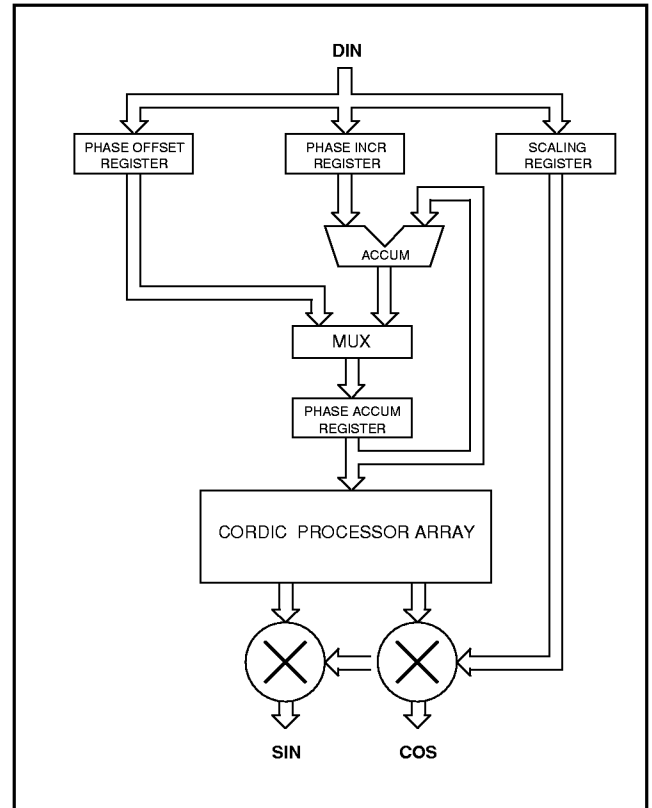 DIN
PHASE OFFSET
REGISTER
PHASE INCR
REGISTER
SCALING
REGISTER
ACCUM
MUX
PHASE ACCUM
REGISTER
CORDIC PROCESSOR ARRAY
SIN
COS